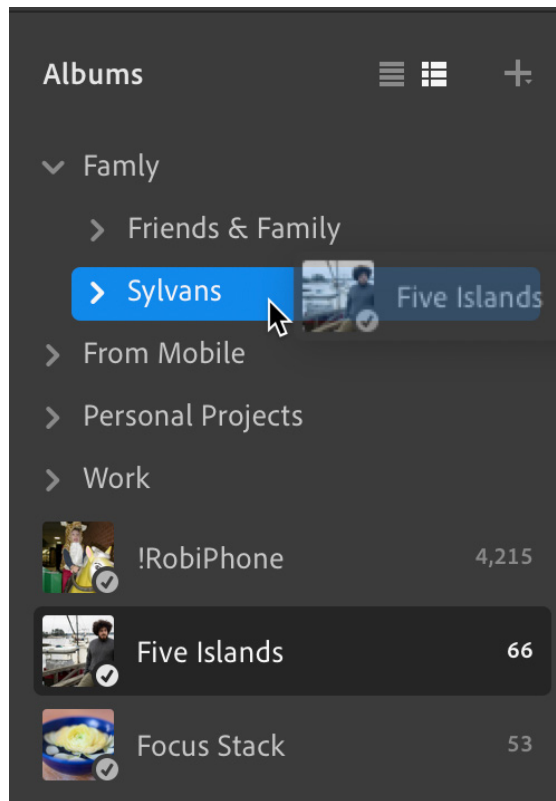 Albums
Famly
Friends & Family
Sylvans
Five Islands
From Mobile
Personal Projects
Work
!RobiPhone 4,215
Five Islands 66
Focus Stack 53